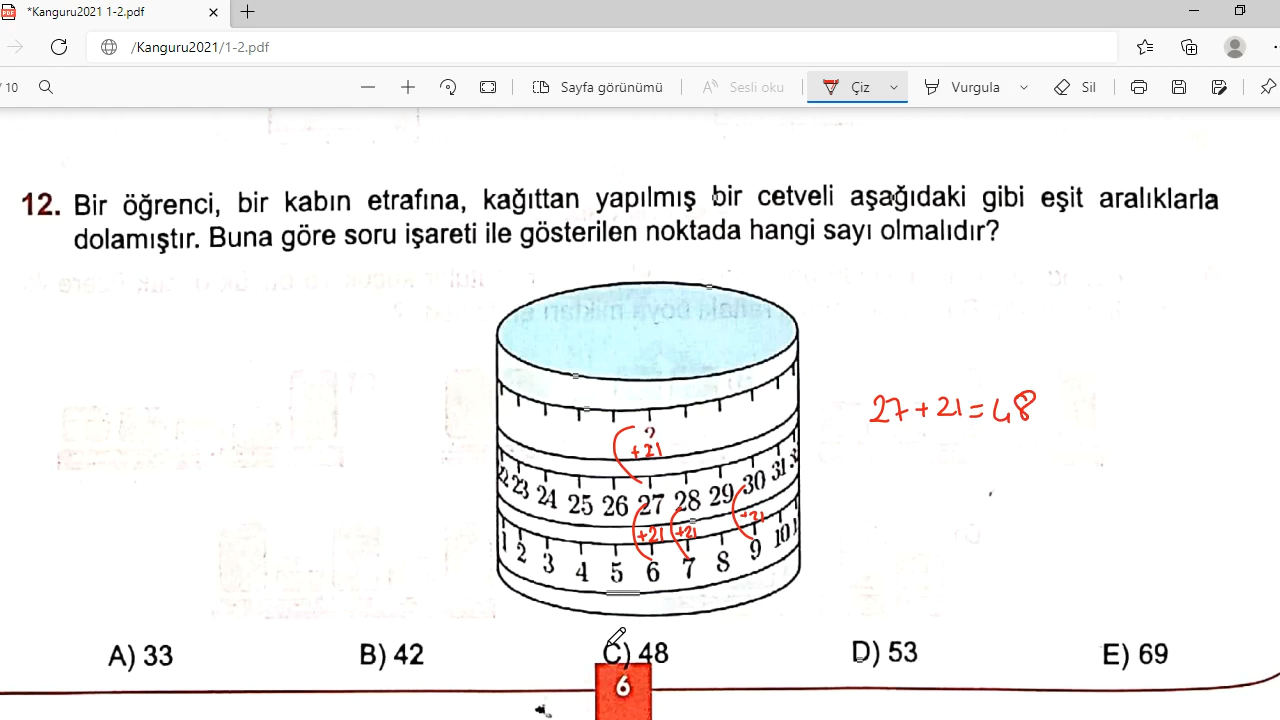 *Kanguru2021 1-2.pdf
/Kanguru2021/1-2.pdf
/ 10
Sayfa görünümü
Sesli oku
Çiz
Vurgula
Sil
12. Bir öğrenci, bir kabın etrafına, kağıttan yapılmış bir cetveli aşağıdaki gibi eşit aralıklarla
dolamıştır. Buna göre soru işareti ile gösterilen noktada hangi sayı olmalıdır?
?
+21
27+21=48
22 23 24 25 26 27 28 29 30 31
+21 +21 +21
1 2 3 4 5 6 7 8 9 10
A) 33 B) 42 C) 48 D) 53 E) 69
6